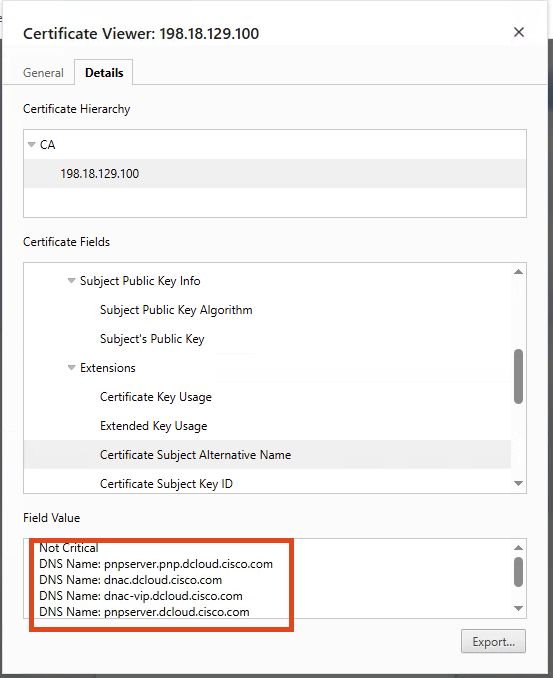 Certificate Viewer: 198.18.129.100
General
Details
Certificate Hierarchy
CA
198.18.129.100
Certificate Fields
Subject Public Key Info
Subject Public Key Algorithm
Subject's Public Key
Extensions
Certificate Key Usage
Extended Key Usage
Certificate Subject Alternative Name
Certificate Subject Key ID
Field Value
Not Critical
DNS Name: pnpserver.pnp.dcloud.cisco.com
DNS Name: dnac.dcloud.cisco.com
DNS Name: dnac-vip.dcloud.cisco.com
DNS Name: pnpserver.dcloud.cisco.com
Export...